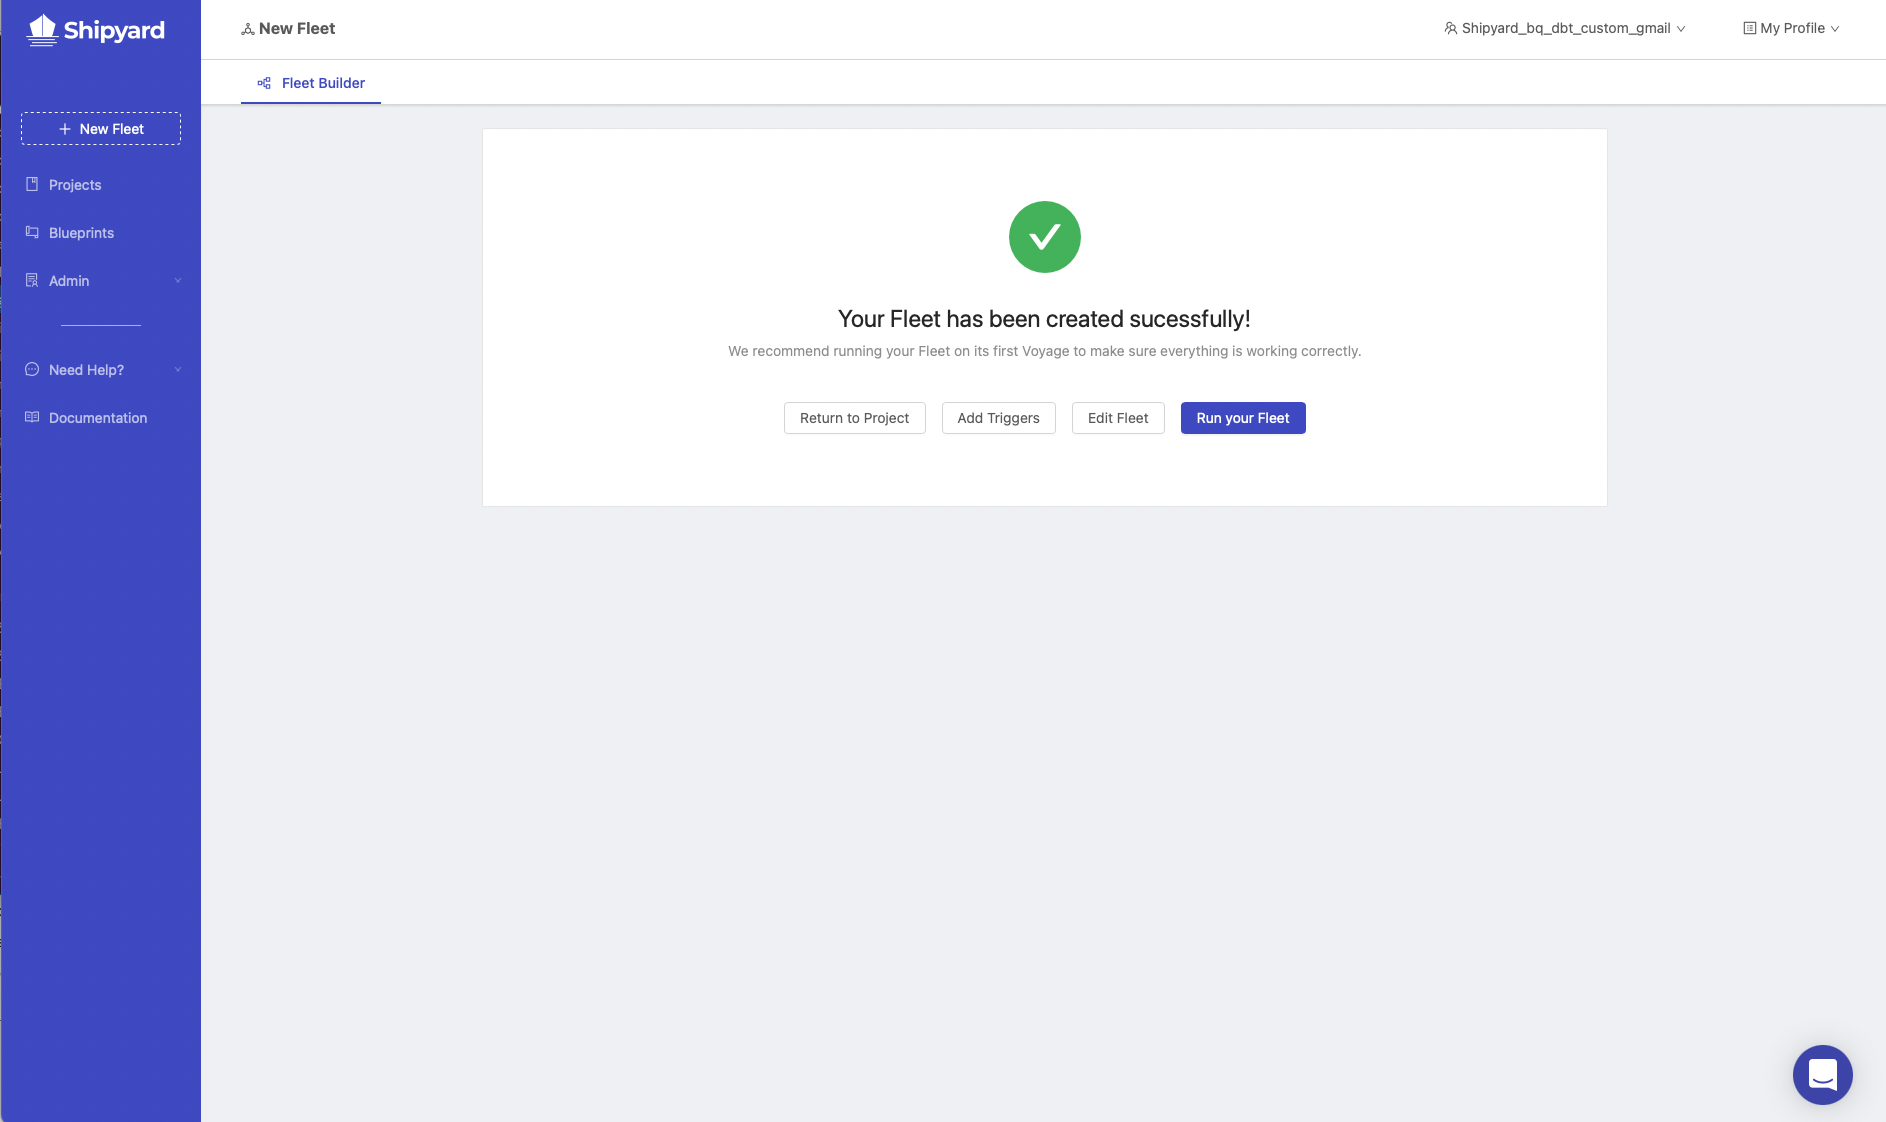 Shipyard
New Fleet
Shipyard_bq_dbt_custom_gmail
My Profile
Fleet Builder
New Fleet
Projects
Blueprints
Admin
Need Help?
Documentation
Your Fleet has been created sucessfully!
We recommend running your Fleet on its first Voyage to make sure everything is working correctly.
Return to Project
Add Triggers
Edit Fleet
Run your Fleet